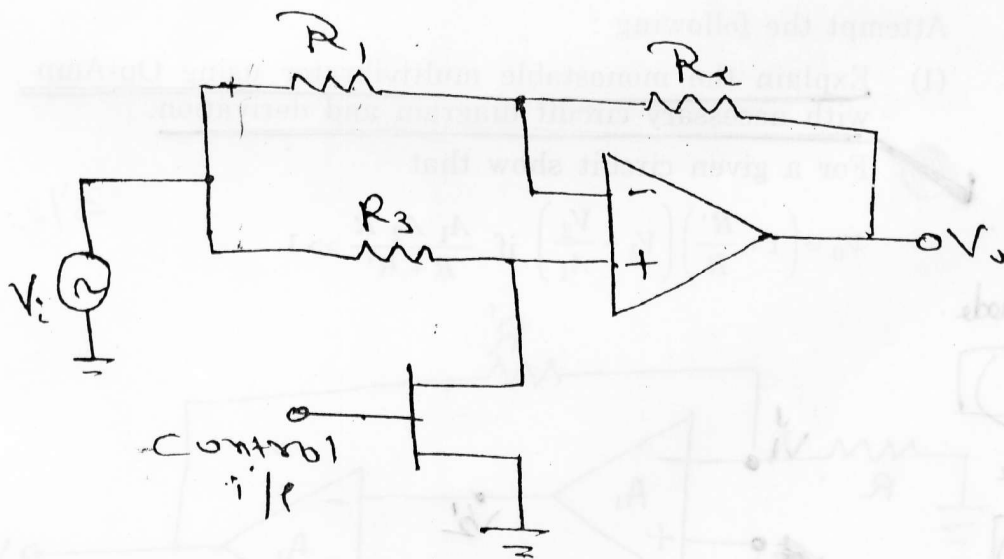 Attempt the following
(1) Explain the monostable multivibrator using Op-Amp
with necessary circuit diagram and derivation.
For a given circuit show that
R1
R2
R3
-
+
Vi
Control
i/p